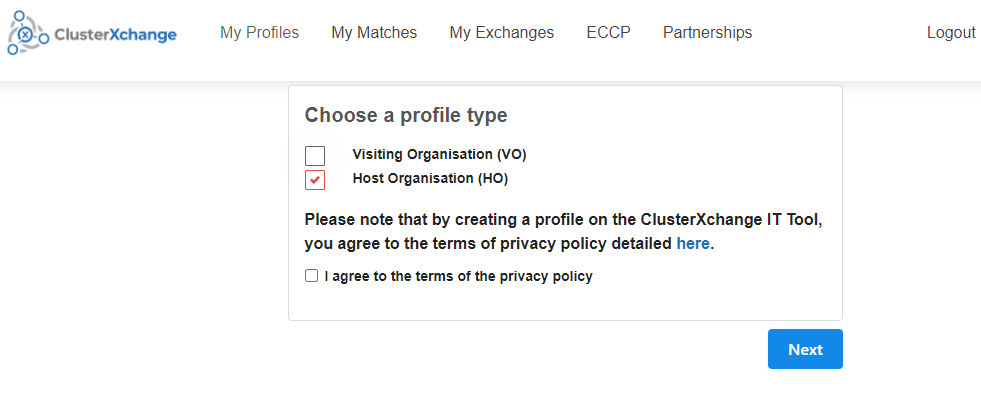 ClusterXchange
My Profiles My Matches My Exchanges ECCP Partnerships Logout
Choose a profile type
Visiting Organisation (VO)
Host Organisation (HO)
Please note that by creating a profile on the ClusterXchange IT Tool,
you agree to the terms of privacy policy detailed here.
I agree to the terms of the privacy policy
Next